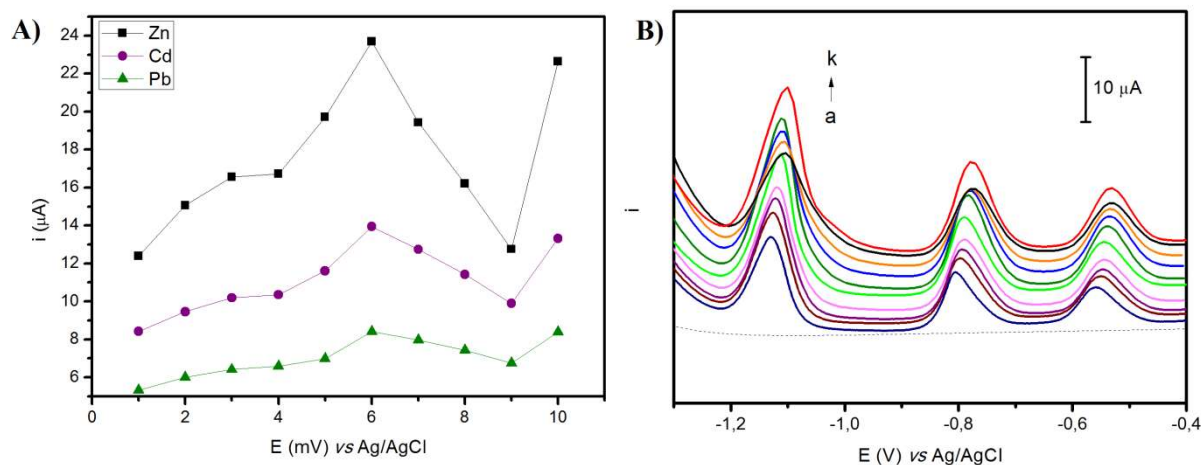 A)
Zn
Cd
Pb
24
22
20
18
16
14
12
10
8
6
i (μA)
0 2 4 6 8 10
E (mV) vs Ag/AgCl
B)
k
a
10 μA
i
-1,2 -1,0 -0,8 -0,6 -0,4
E (V) vs Ag/AgCl